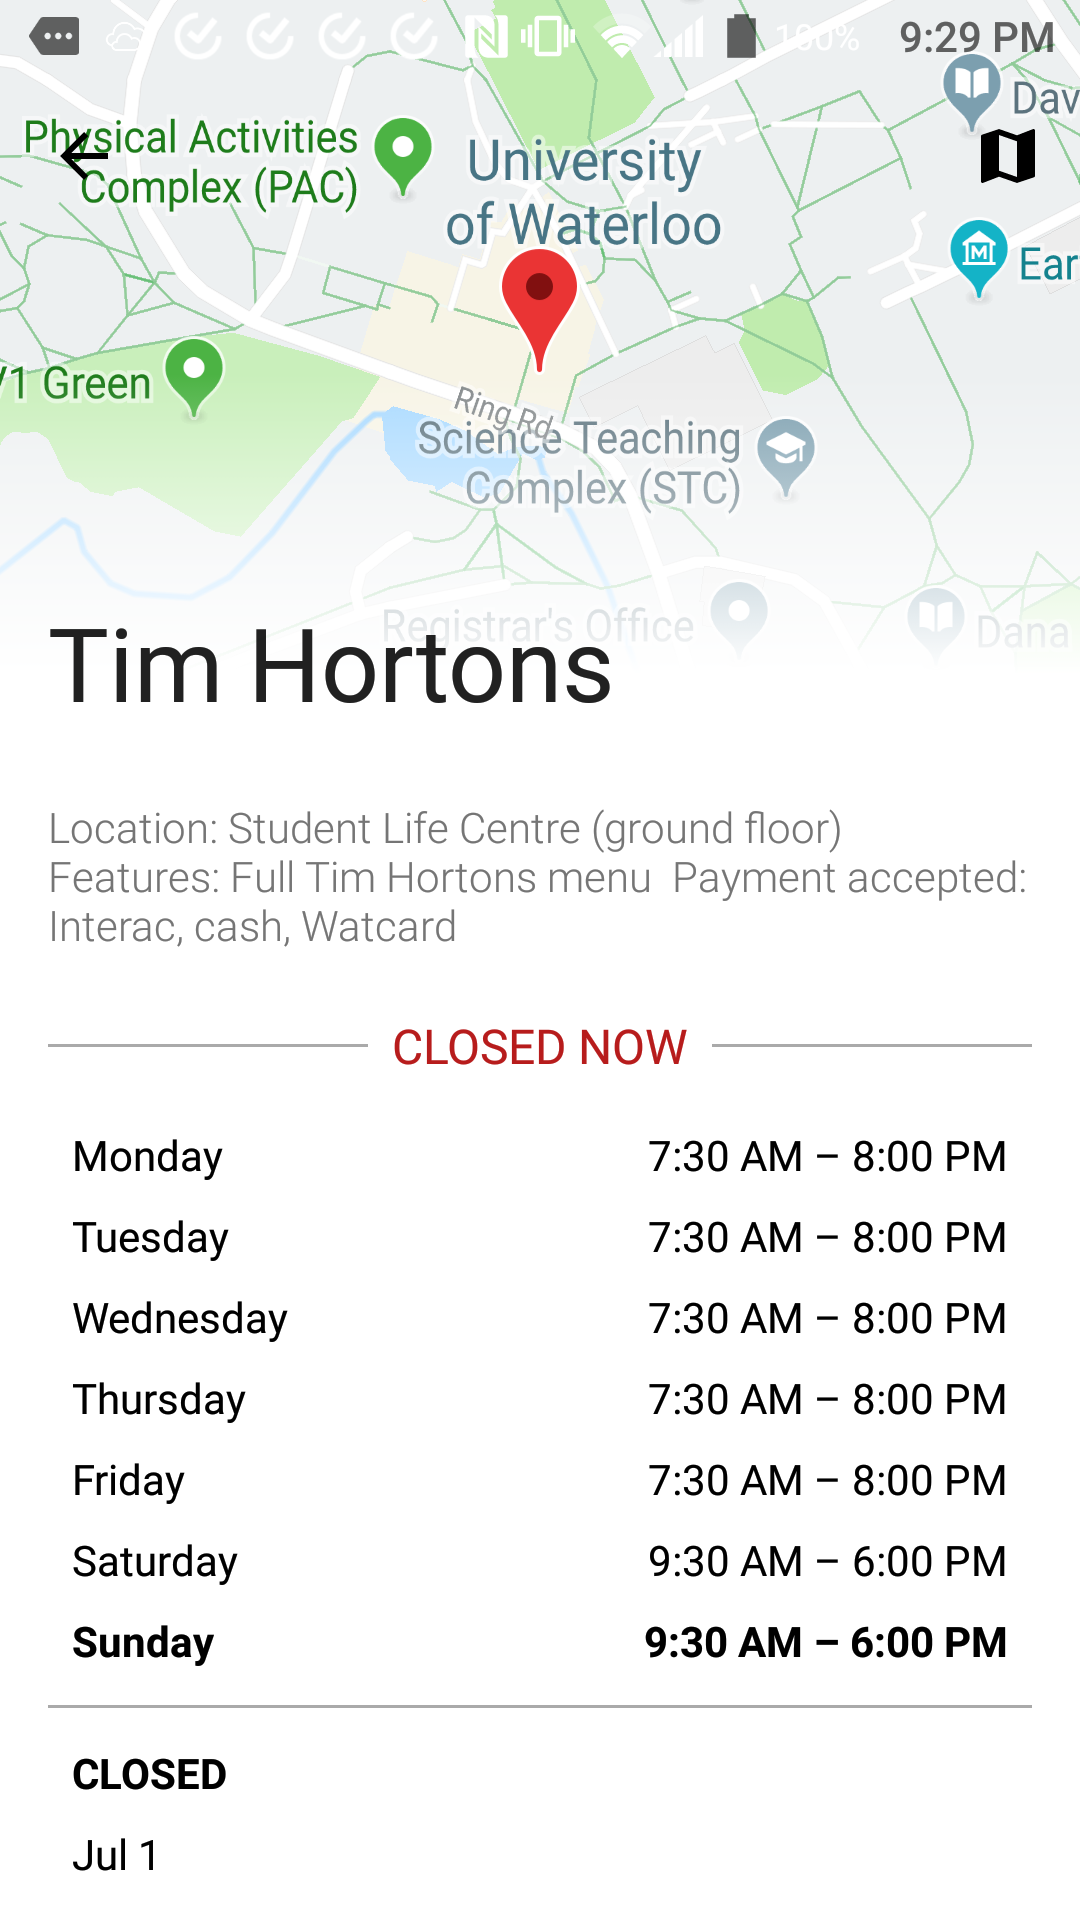 100%
9:29 PM
Dav
Physical Activities
Complex (PAC)
University
of Waterloo
M
Ear
/1 Green
Ring Rd
Science Teaching
Complex (STC)
Registrar's Office
Dana
Tim Hortons
Location: Student Life Centre (ground floor)
Features: Full Tim Hortons menu  Payment accepted:
Interac, cash, Watcard
CLOSED NOW
Monday 7:30 AM – 8:00 PM
Tuesday 7:30 AM – 8:00 PM
Wednesday 7:30 AM – 8:00 PM
Thursday 7:30 AM – 8:00 PM
Friday 7:30 AM – 8:00 PM
Saturday 9:30 AM – 6:00 PM
Sunday 9:30 AM – 6:00 PM
CLOSED
Jul 1